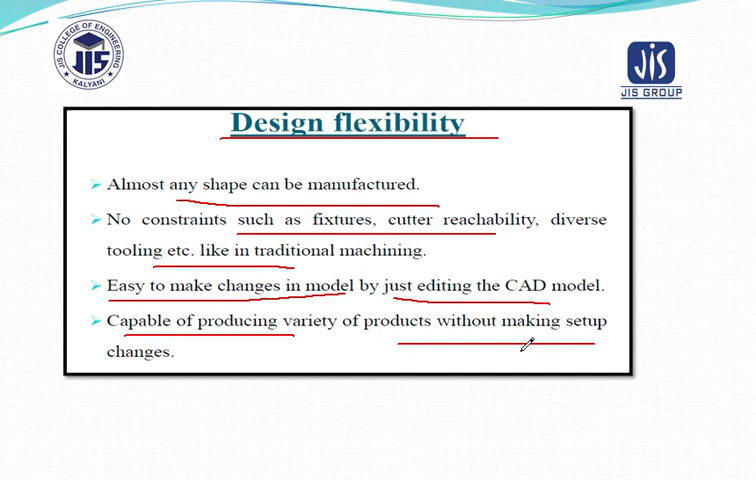 JIS COLLEGE OF ENGINEERING
JIS
KALYANI
JIS
JIS GROUP
Design flexibility
Almost any shape can be manufactured.
No constraints such as fixtures, cutter reachability, diverse
tooling etc. like in traditional machining.
Easy to make changes in model by just editing the CAD model.
Capable of producing variety of products without making setup
changes.